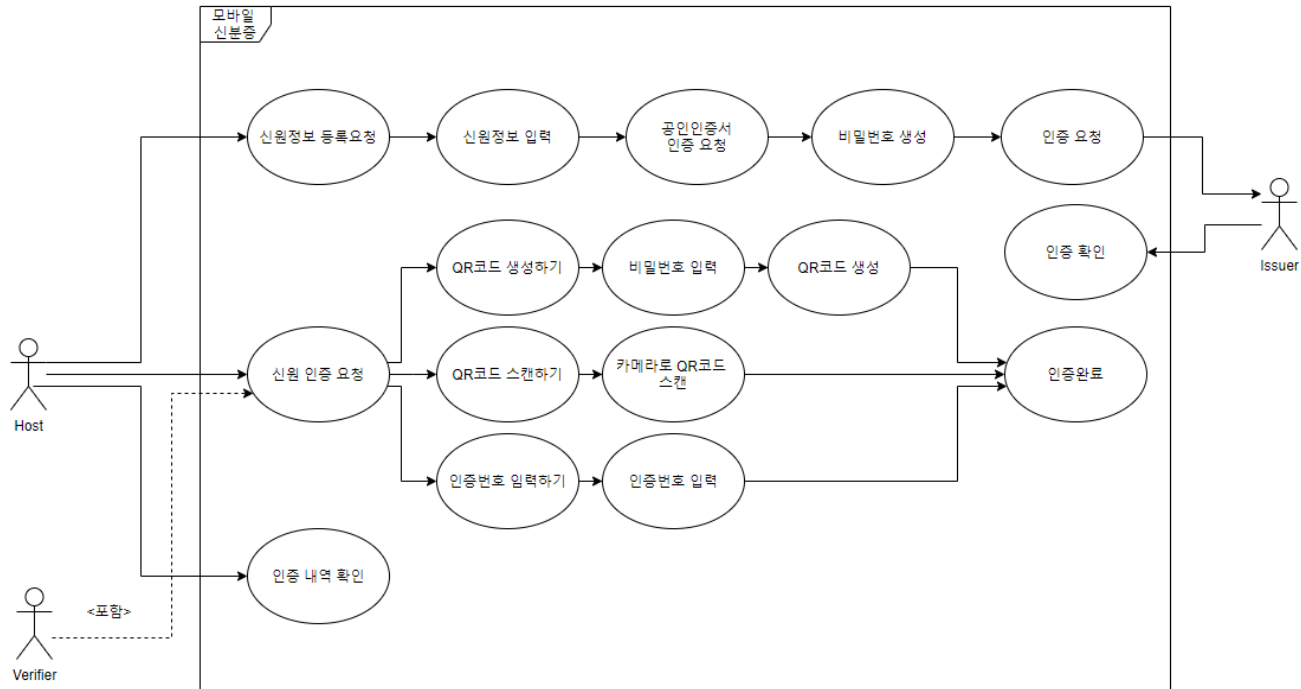 모바일
신분증
신원정보 등록요청
신원정보 입력
공인인증서
인증 요청
비밀번호 생성
인증 요청
인증 확인
Issuer
QR코드 생성하기
비밀번호 입력
QR코드 생성
Host
신원 인증 요청
QR코드 스캔하기
카메라로 QR코드
스캔
인증완료
인증번호 임력하기
인증번호 입력
인증 내역 확인
<포함>
Verifier